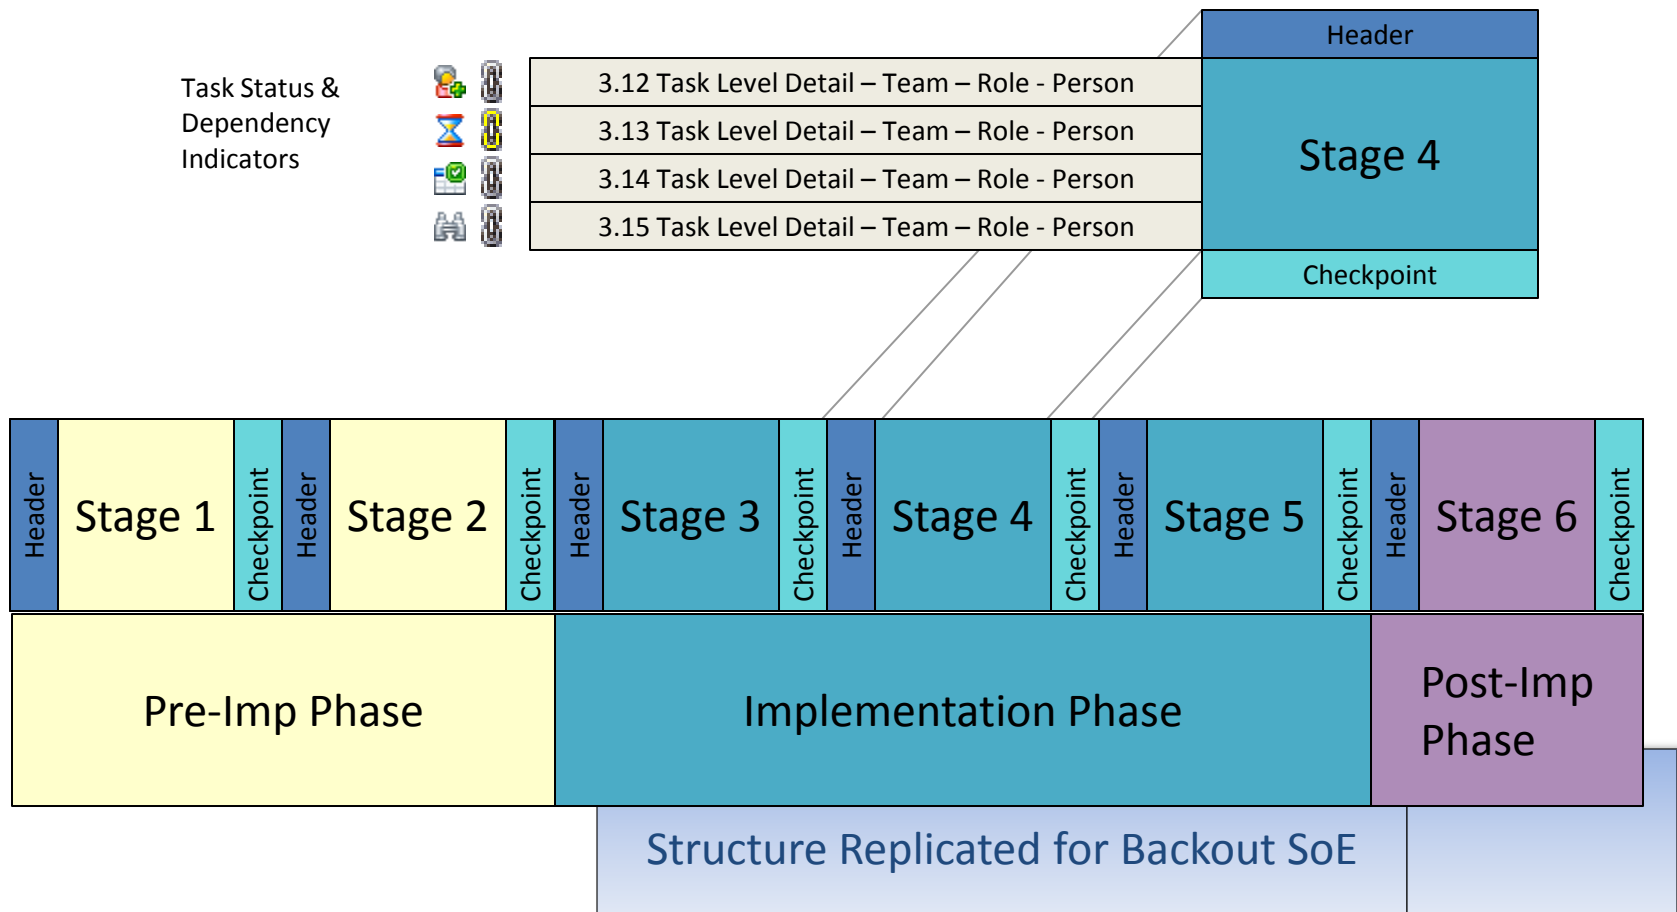 Header
Task Status &
Dependency
Indicators
3.12 Task Level Detail – Team – Role - Person
3.13 Task Level Detail – Team – Role - Person
3.14 Task Level Detail – Team – Role - Person
3.15 Task Level Detail – Team – Role - Person
Stage 4
Checkpoint
Header
Stage 1
Checkpoint
Header
Stage 2
Checkpoint
Header
Stage 3
Checkpoint
Header
Stage 4
Checkpoint
Header
Stage 5
Checkpoint
Header
Stage 6
Checkpoint
Pre-Imp Phase
Implementation Phase
Post-Imp
Phase
Structure Replicated for Backout SoE